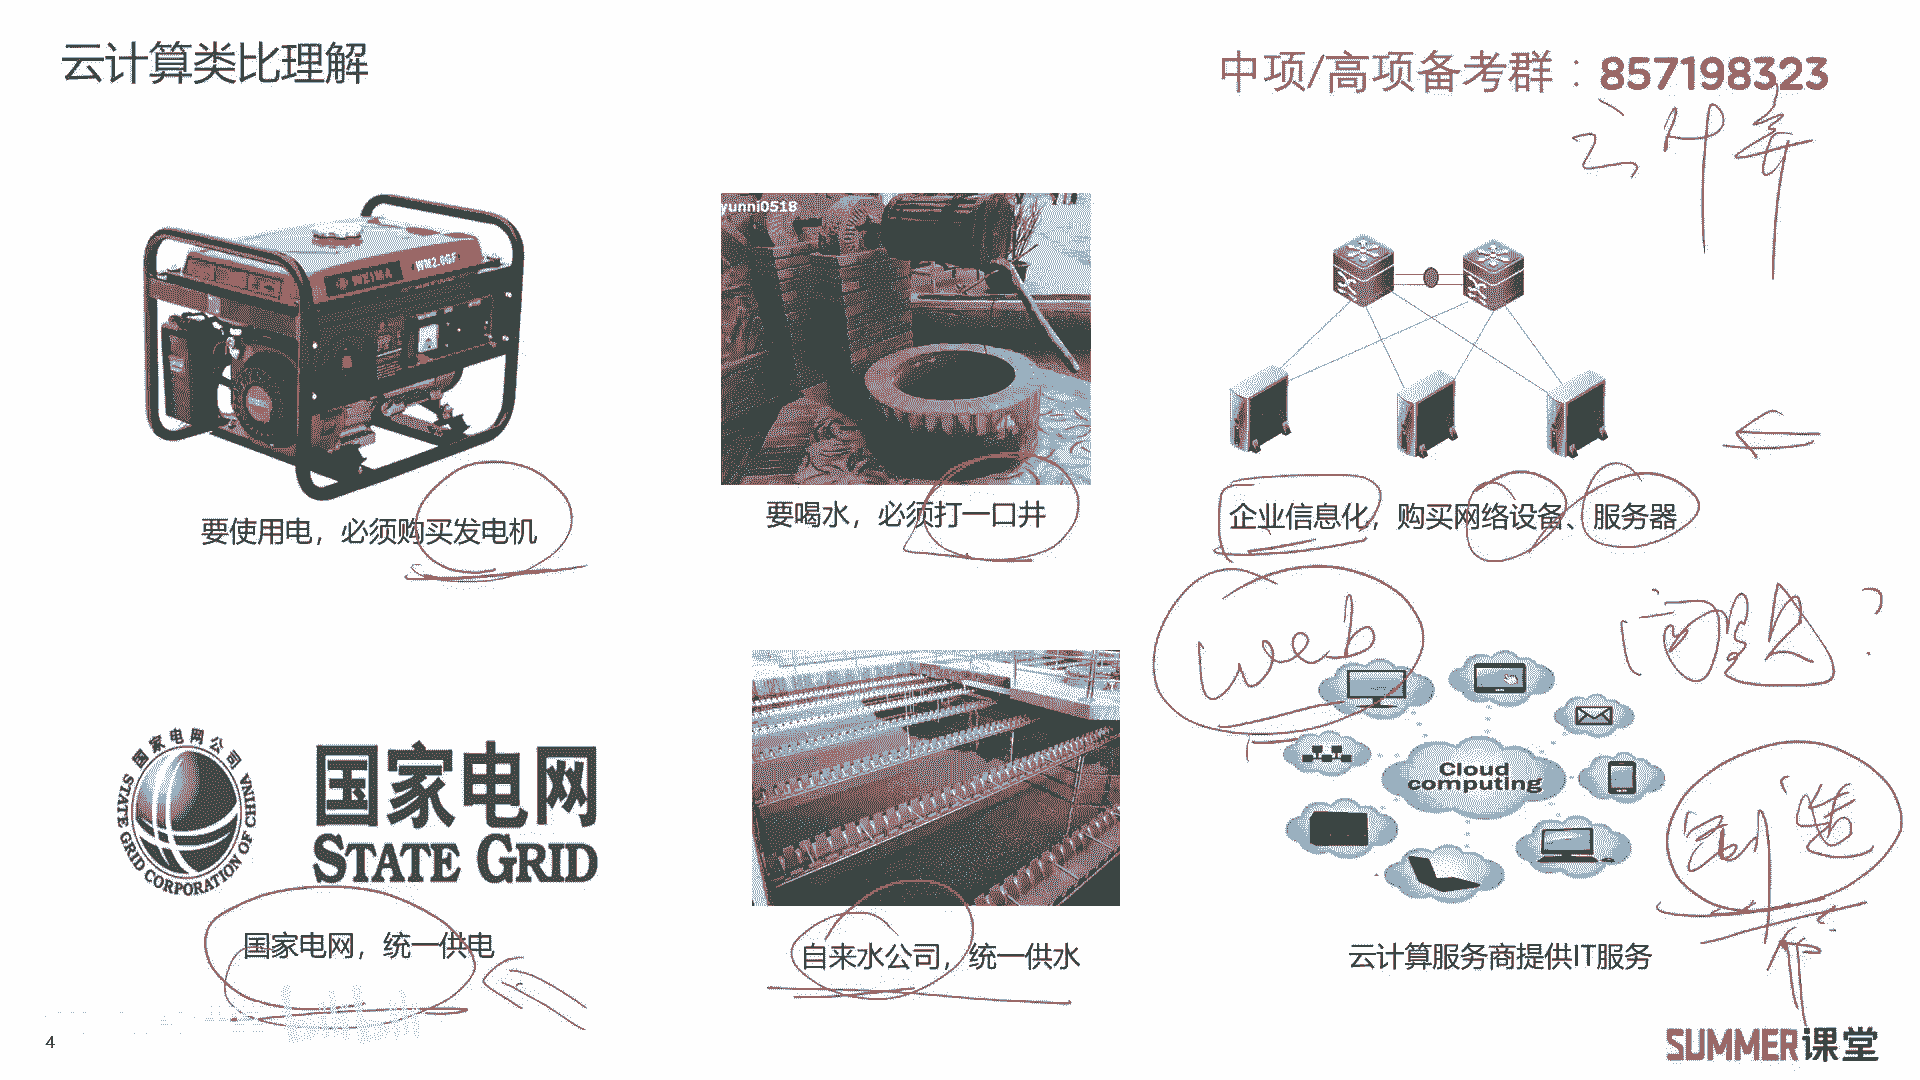 云计算类比理解
中项/高项备考群：857198323
云计算
yunni0518
WEIMA
要使用电，必须购买发电机
要喝水，必须打一口井
企业信息化，购买网络设备、服务器
web
问题？
国家电网公司
STATE GRID CORPORATION OF CHINA
国家电网
STATE GRID
Cloud
computing
制造
国家电网，统一供电
自来水公司，统一供水
云计算服务商提供IT服务
4
SUMMER课堂